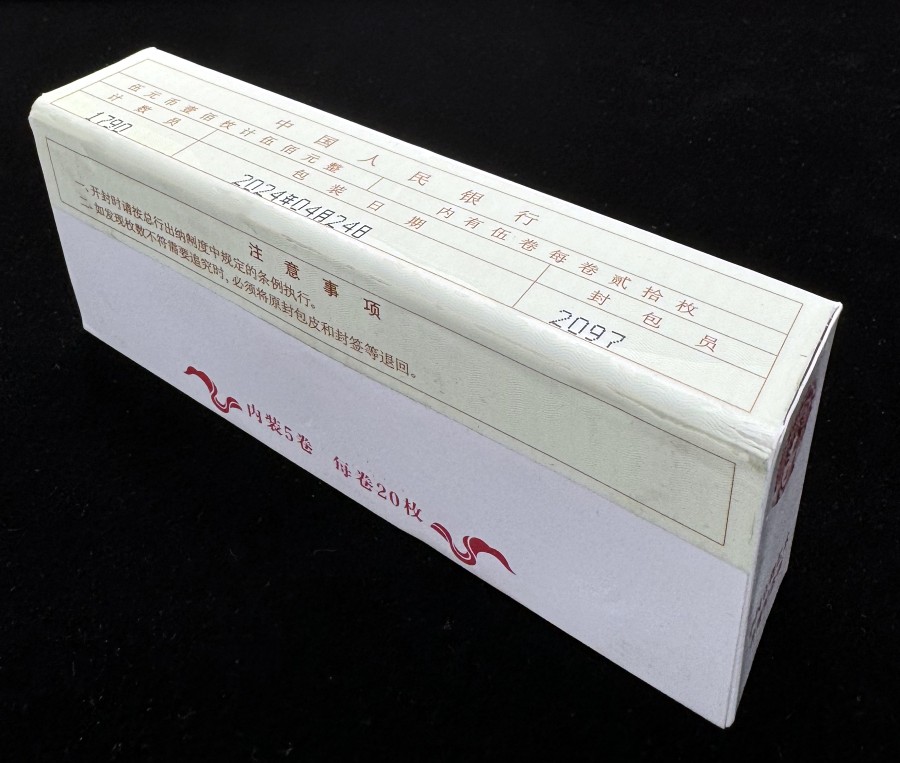 中国人民银行
伍元币壹佰枚计伍佰元整 内有伍卷每卷贰拾枚
计数员 包装日期 封包员
1790 2024年04月24日 2097
注意事项
一、开封时请按总行出纳制度中规定的条例执行。
二、如发现枚数不符需要追究时、必须将原封包皮和封签等退回。
内装5卷 每卷20枚